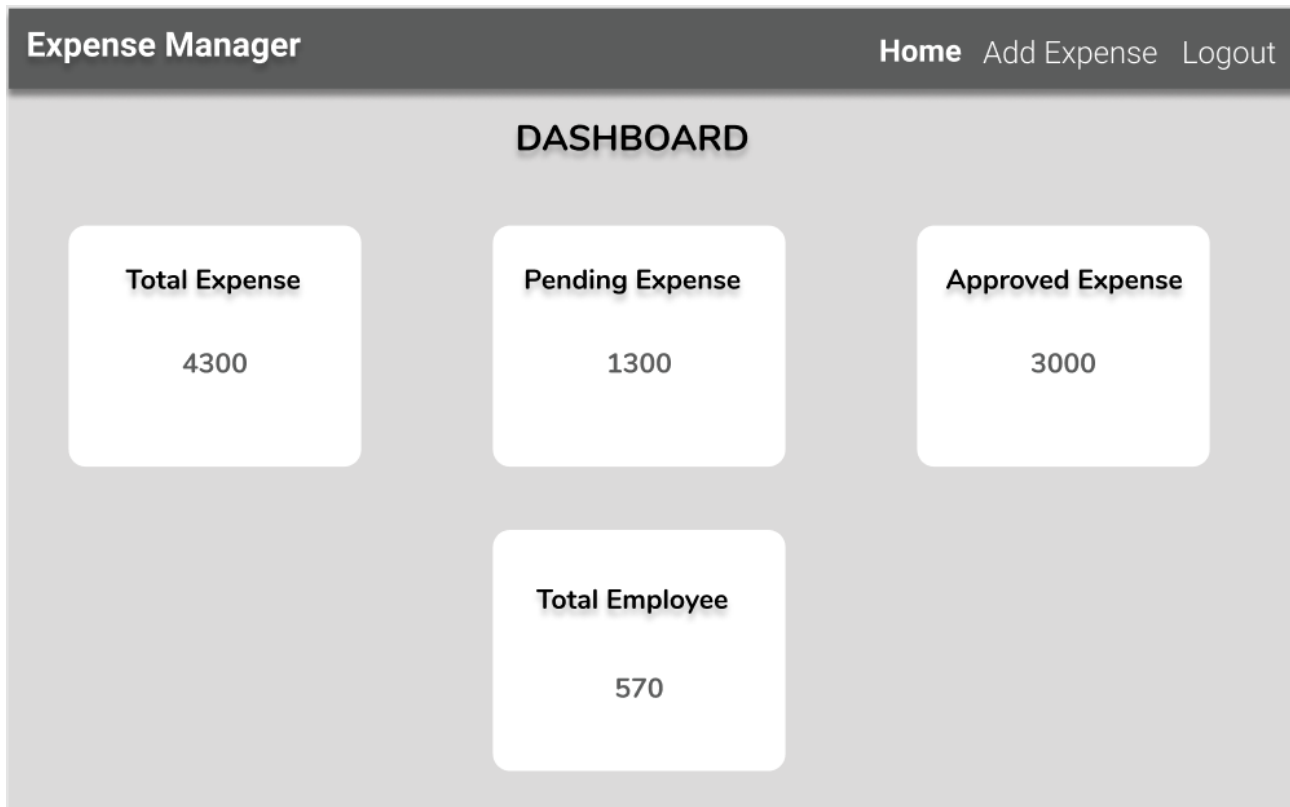 Expense Manager
Home Add Expense Logout
DASHBOARD
Total Expense
4300
Pending Expense
1300
Approved Expense
3000
Total Employee
570